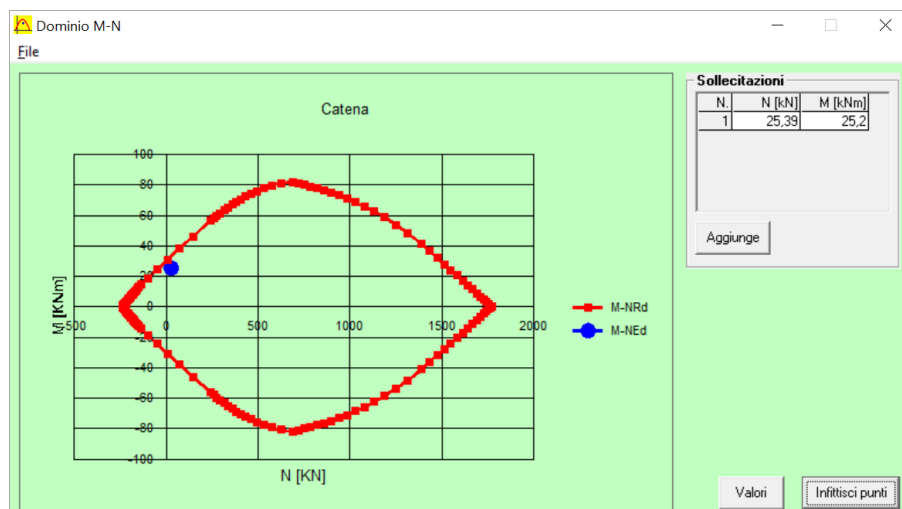 Dominio M-N
File
Catena
100
80
60
40
20
0
-20
-40
-60
-80
-100
-500 0 500 1000 1500 2000
M [KNm]
N [KN]
M-NRd
M-NEd
Sollecitazioni
N. N [kN] M [kNm]
1 25,39 25,2
Aggiunge
Valori
Infittisci punti